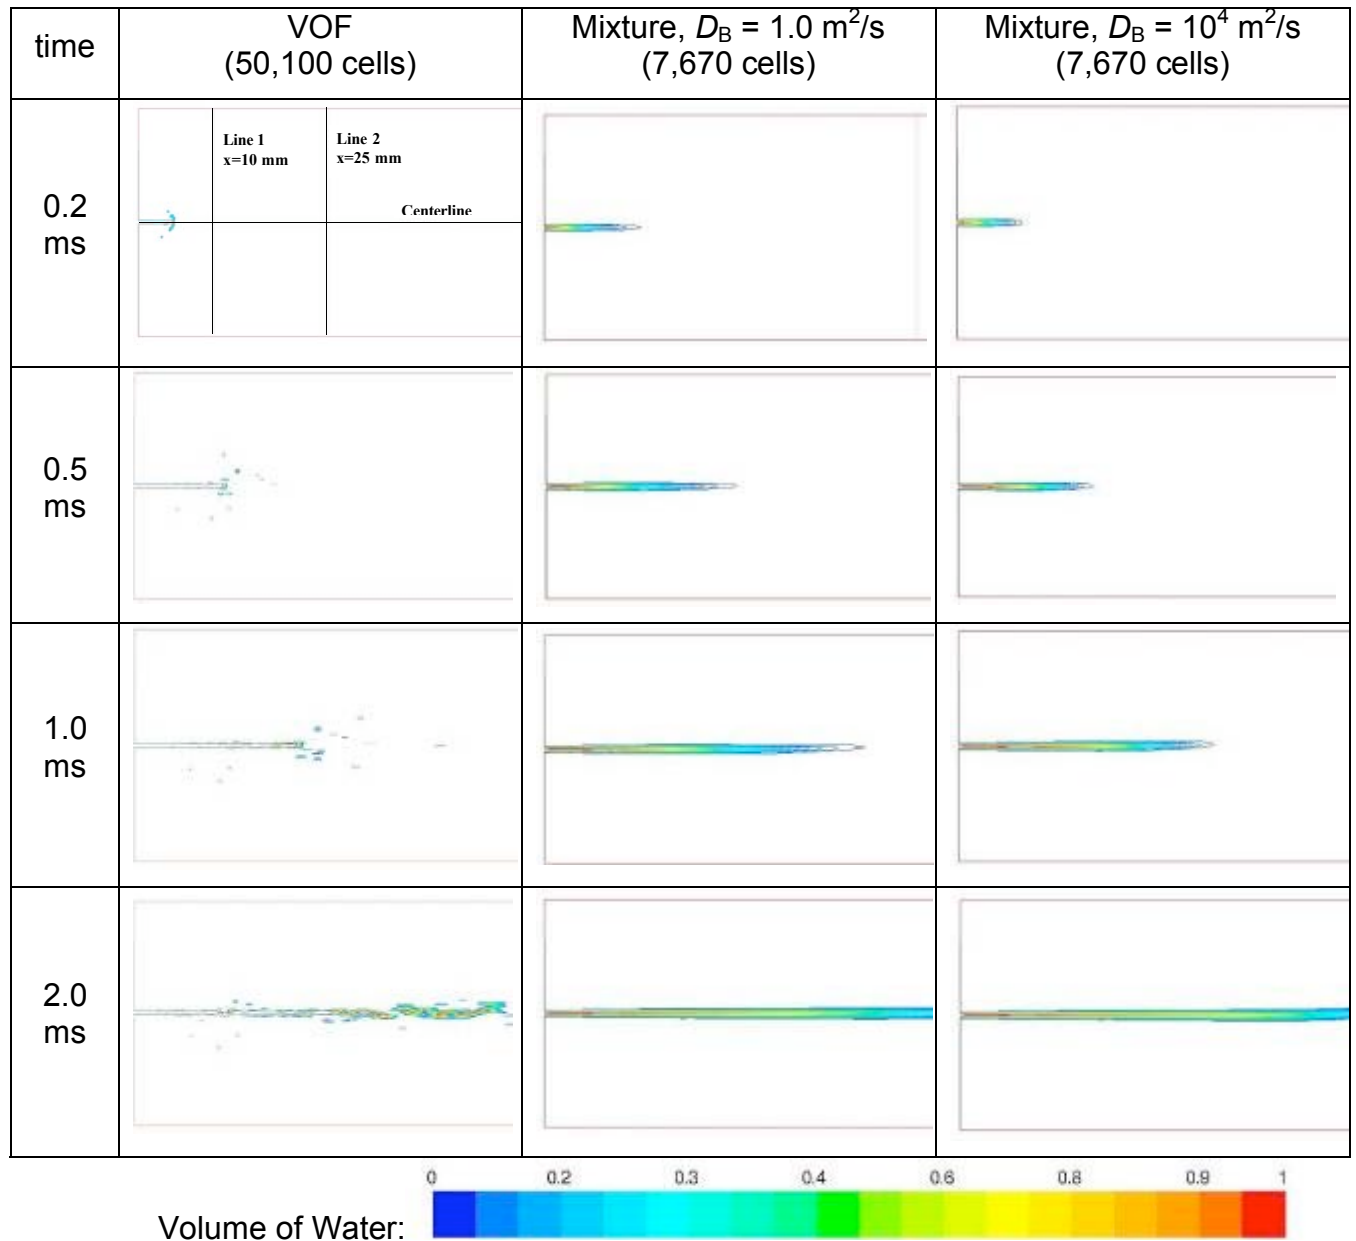 time
VOF
(50,100 cells)
Mixture, D_B = 1.0 m²/s
(7,670 cells)
Mixture, D_B = 10⁴ m²/s
(7,670 cells)
0.2
ms
Line 1
x=10 mm
Line 2
x=25 mm
Centerline
0.5
ms
1.0
ms
2.0
ms
0 0.2 0.3 0.4 0.6 0.8 0.9 1
Volume of Water: